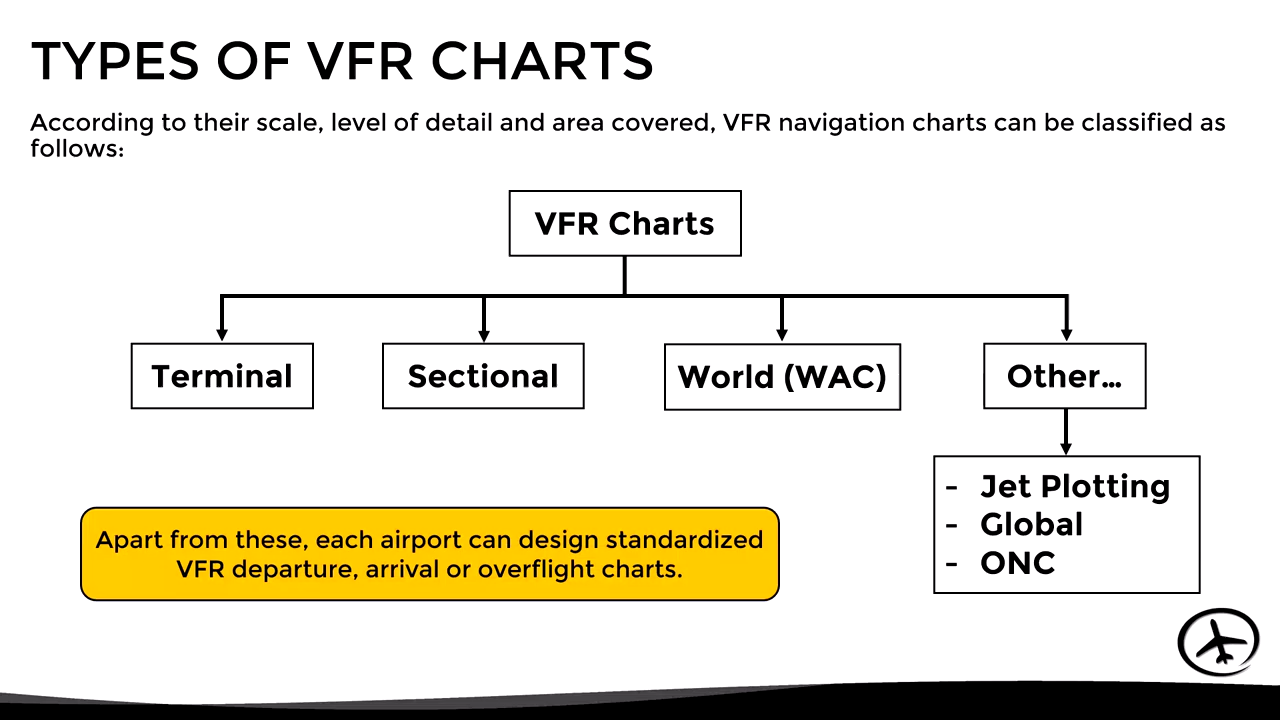 TYPES OF VFR CHARTS
According to their scale, level of detail and area covered, VFR navigation charts can be classified as
follows:
VFR Charts
Terminal
Sectional
World (WAC)
Other…
- Jet Plotting
- Global
- ONC
Apart from these, each airport can design standardized
VFR departure, arrival or overflight charts.